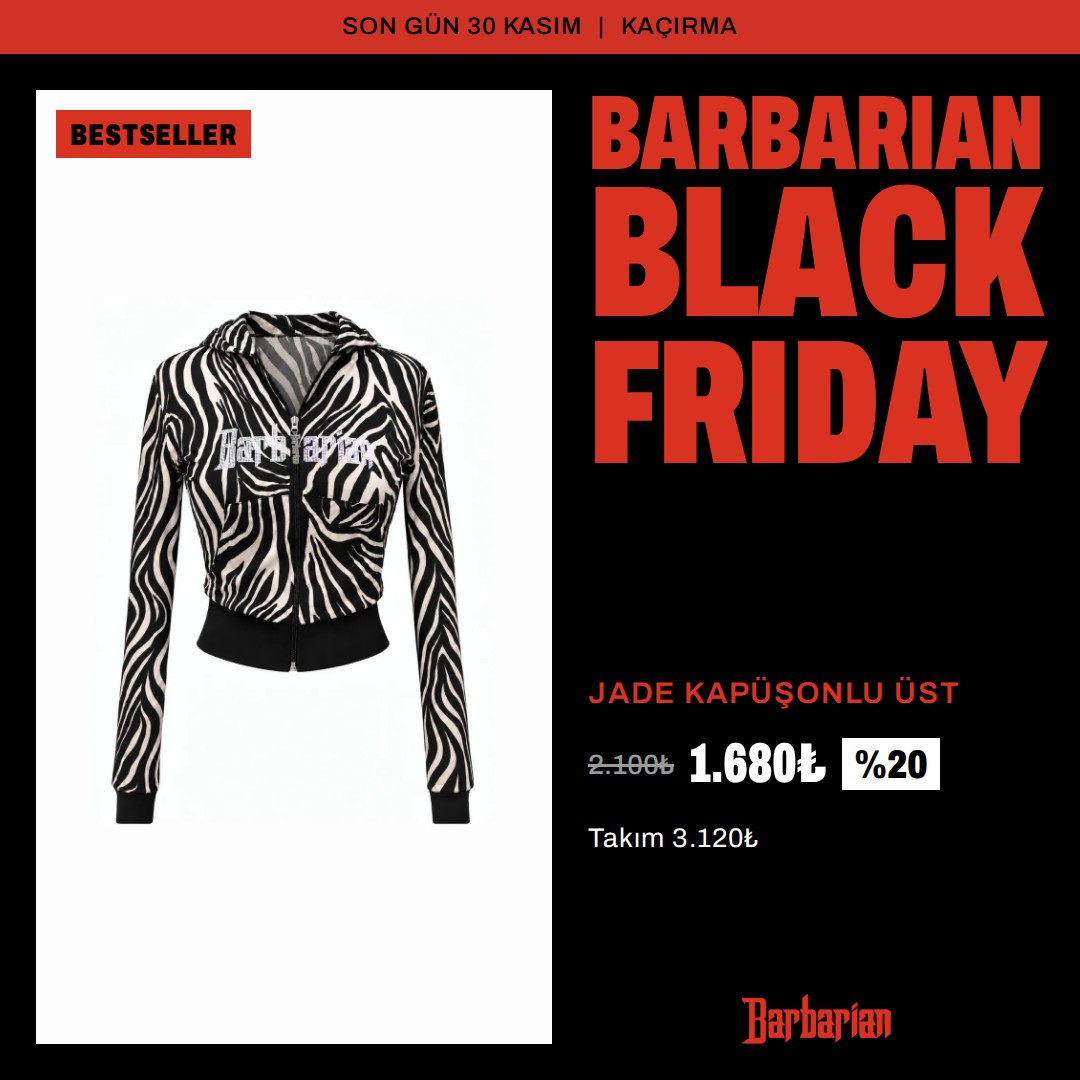 SON GÜN 30 KASIM | KAÇIRMA
BESTSELLER
Barbarian
BARBARIAN
BLACK
FRIDAY
JADE KAPÜŞONLU ÜST
2.100₺ 1.680₺ %20
Takım 3.120₺
Barbarian